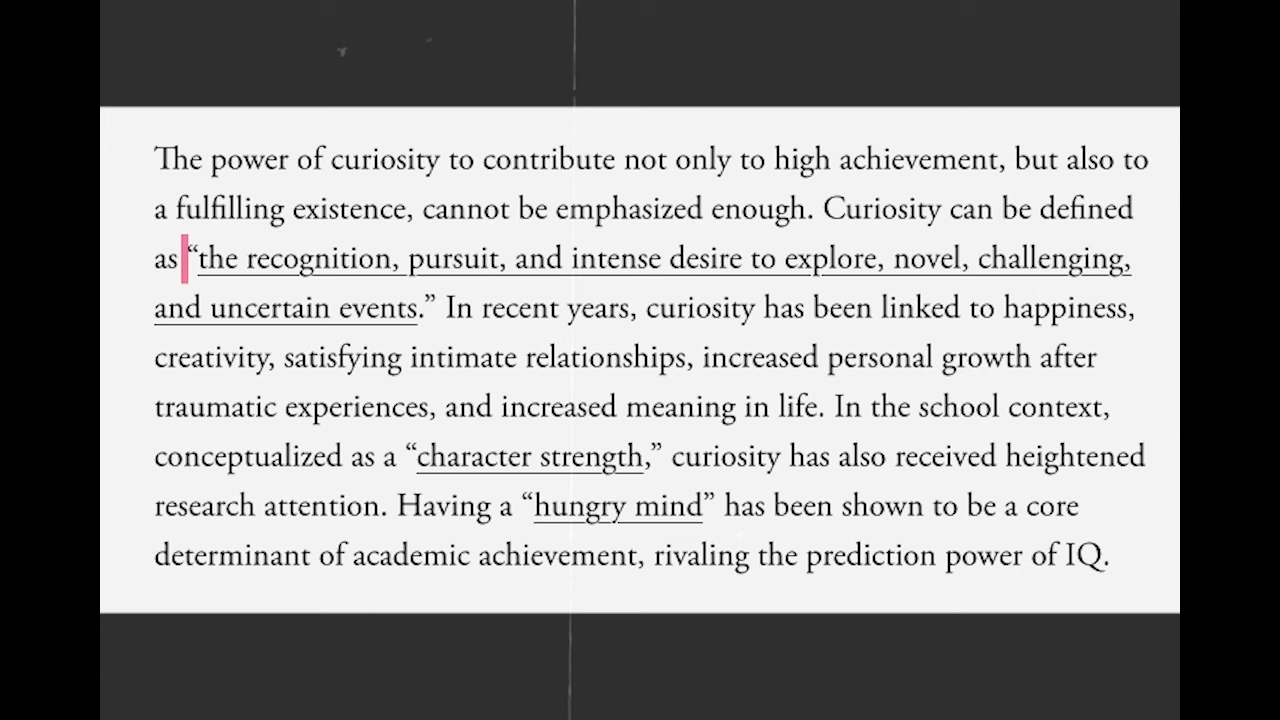 The power of curiosity to contribute not only to high achievement, but also to
a fulfilling existence, cannot be emphasized enough. Curiosity can be defined
as “the recognition, pursuit, and intense desire to explore, novel, challenging,
and uncertain events.” In recent years, curiosity has been linked to happiness,
creativity, satisfying intimate relationships, increased personal growth after
traumatic experiences, and increased meaning in life. In the school context,
conceptualized as a “character strength,” curiosity has also received heightened
research attention. Having a “hungry mind” has been shown to be a core
determinant of academic achievement, rivaling the prediction power of IQ.